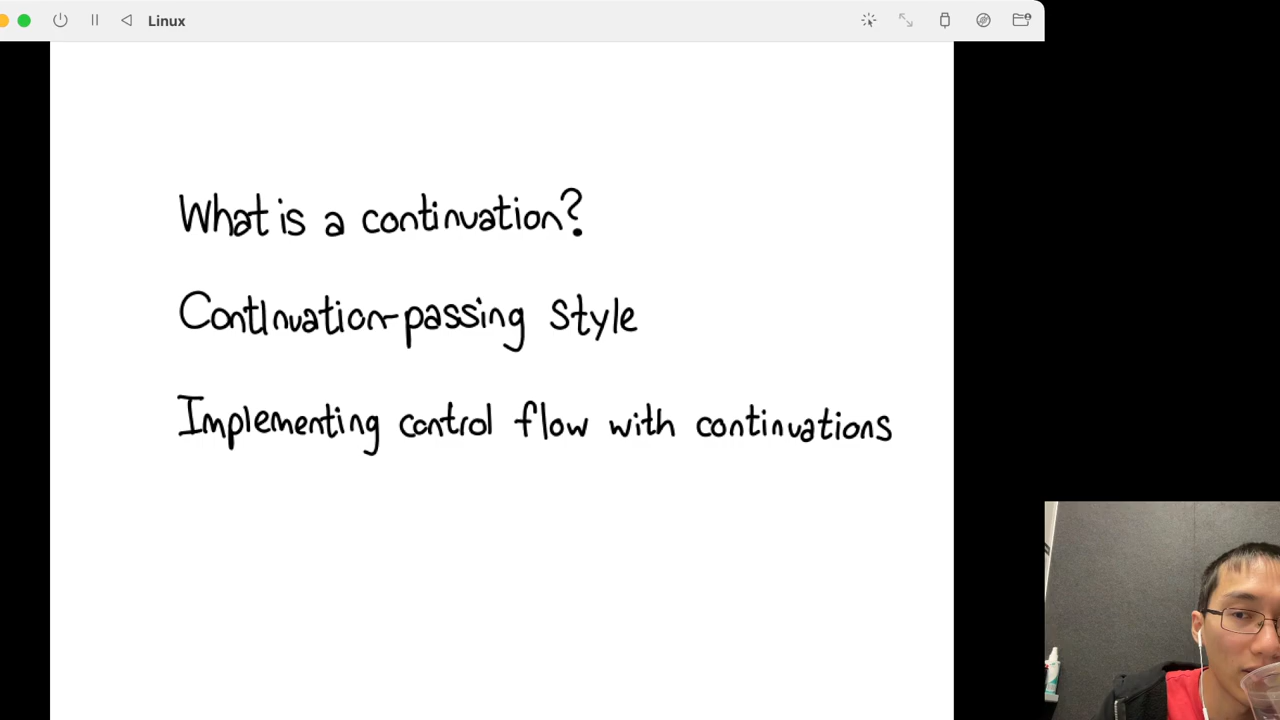 Linux
What is a continuation?
Continuation-passing style
Implementing control flow with continuations